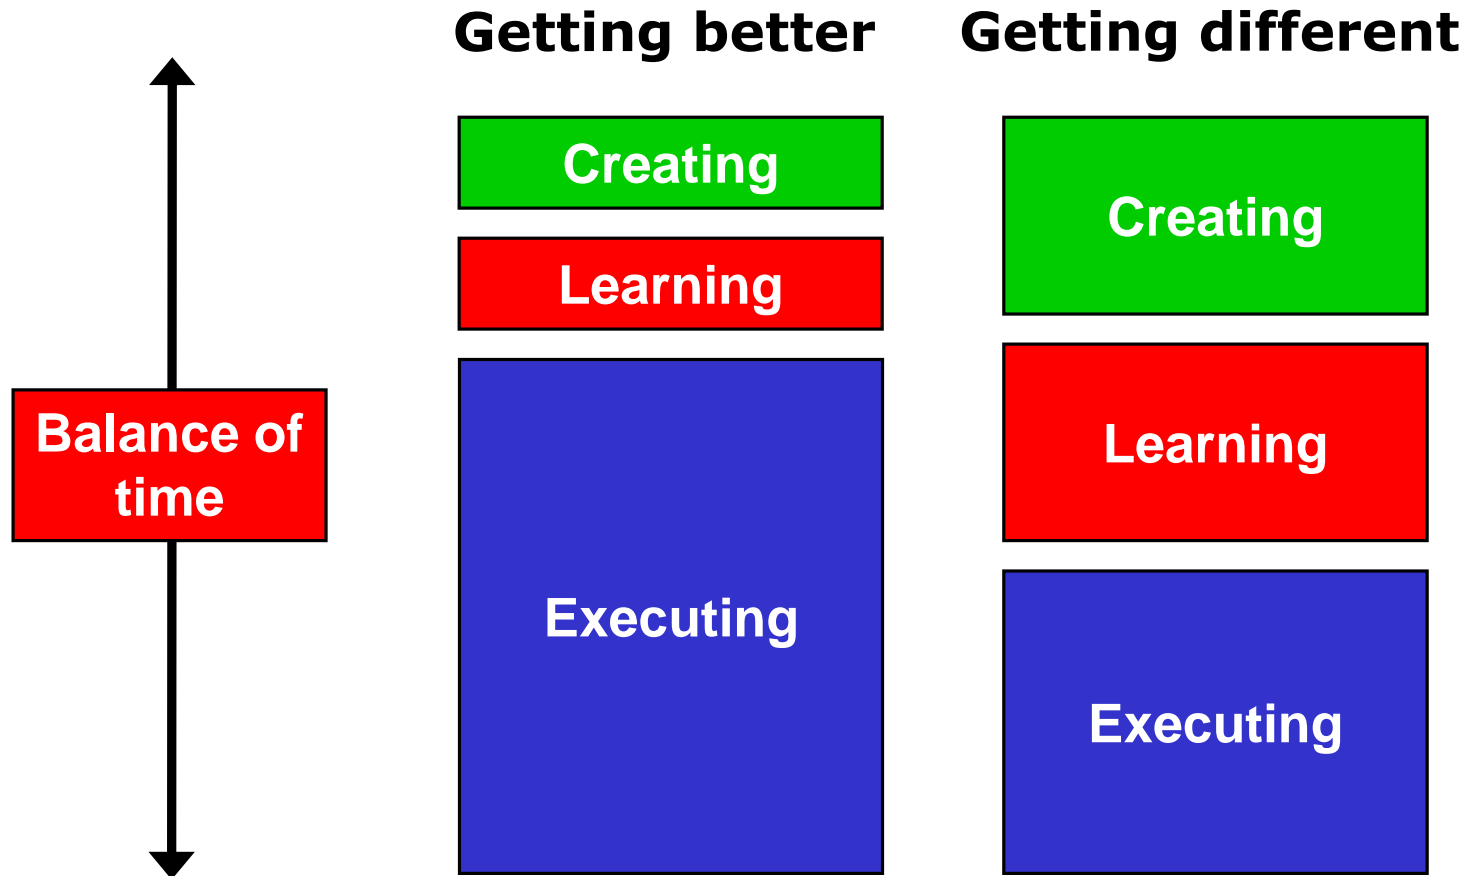 Getting better
Getting different
Creating
Learning
Executing
Creating
Learning
Executing
Balance of
time